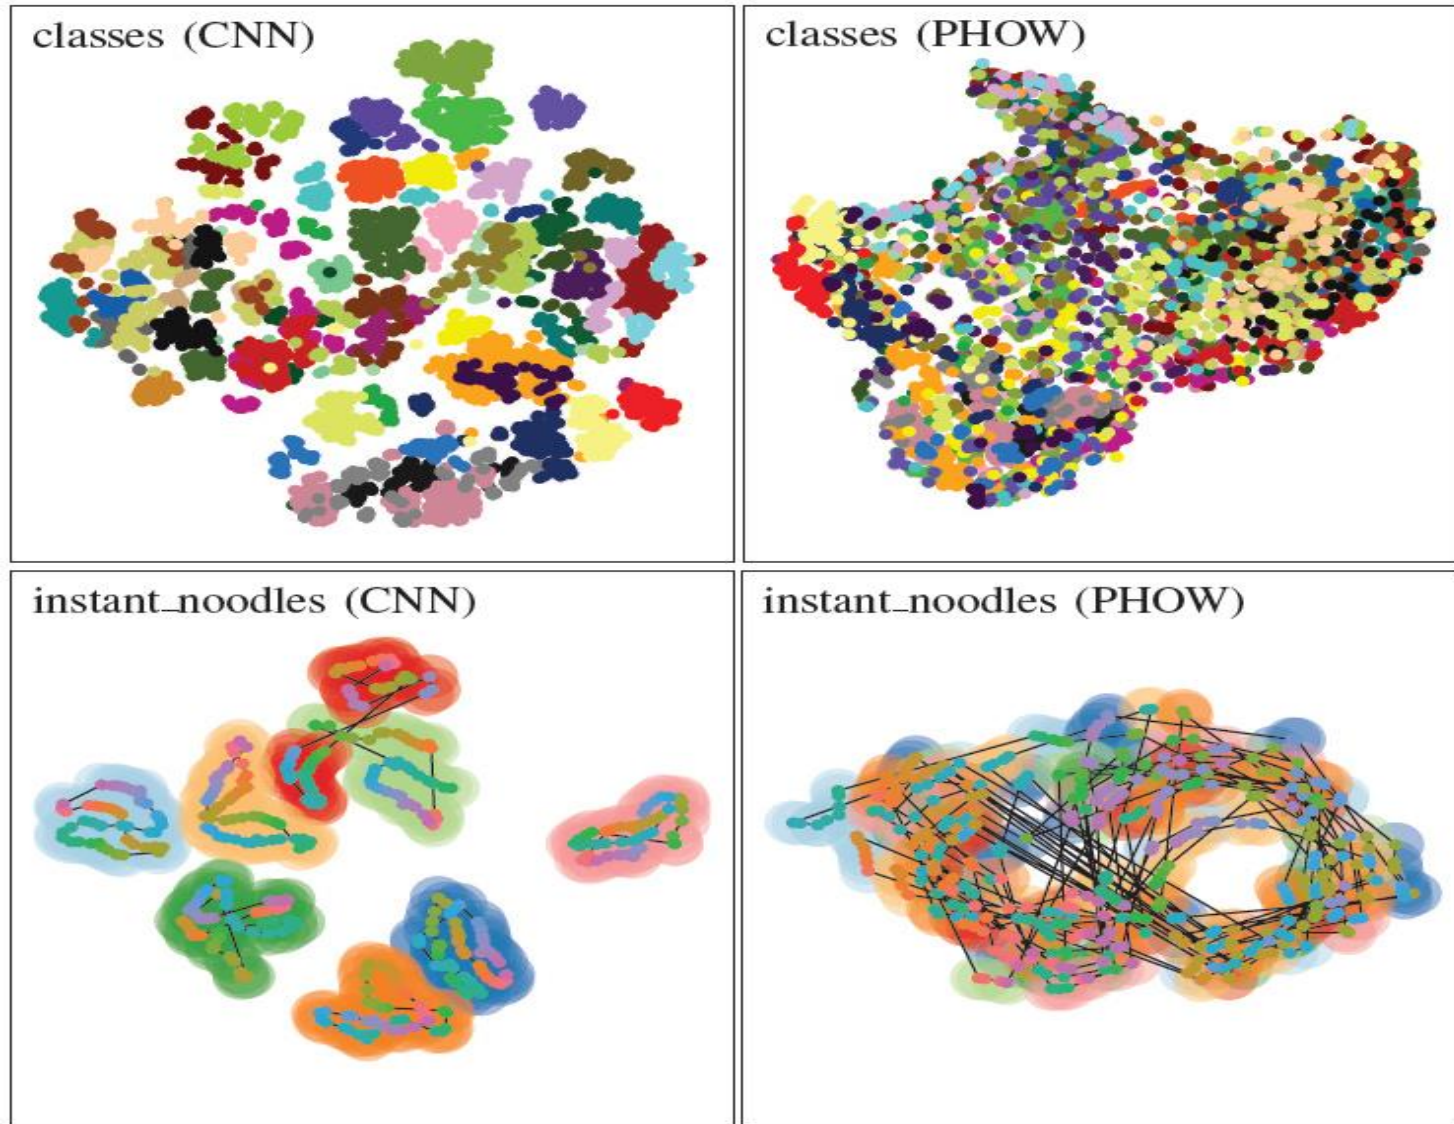 classes (CNN)
classes (PHOW)
instant_noodles (CNN)
instant_noodles (PHOW)